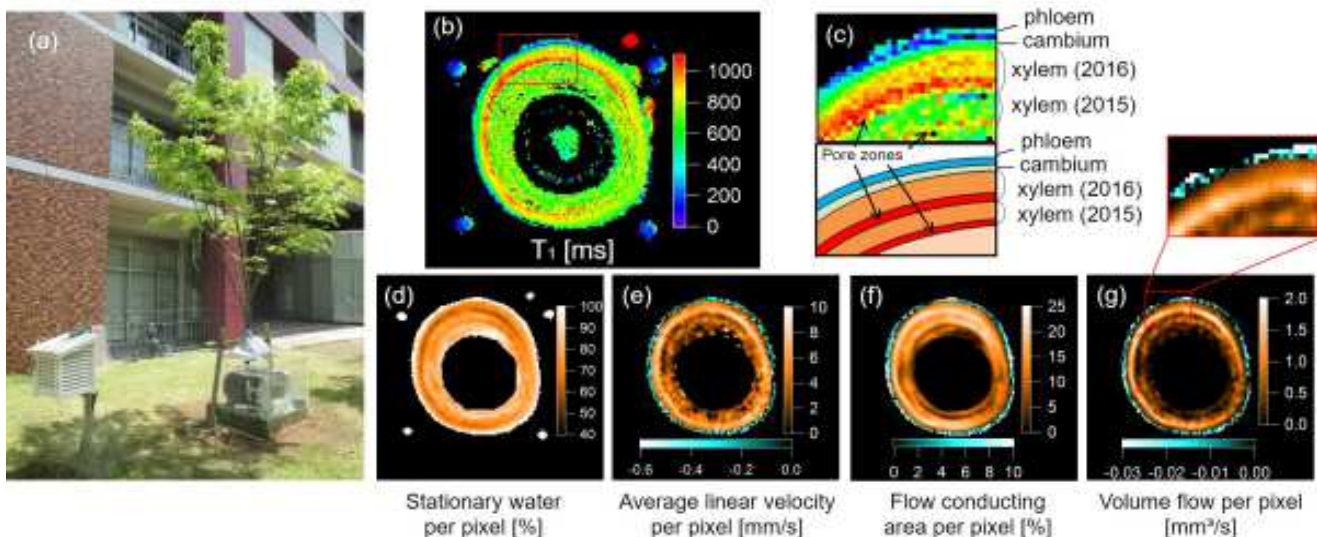 (a)
(b)
1000
800
600
400
200
0
T₁ [ms]
(c)
phloem
cambium
xylem (2016)
xylem (2015)
Pore zones
phloem
cambium
xylem (2016)
xylem (2015)
(d)
100
90
80
70
60
50
40
Stationary water
per pixel [%]
(e)
10
8
6
4
2
0
-0.6 -0.4 -0.2 0.0
Average linear velocity
per pixel [mm/s]
(f)
25
20
15
10
5
0
0 2 4 6 8 10
Flow conducting
area per pixel [%]
(g)
2.0
1.5
1.0
0.5
0.0
-0.03 -0.02 -0.01 0.00
Volume flow per pixel
[mm³/s]